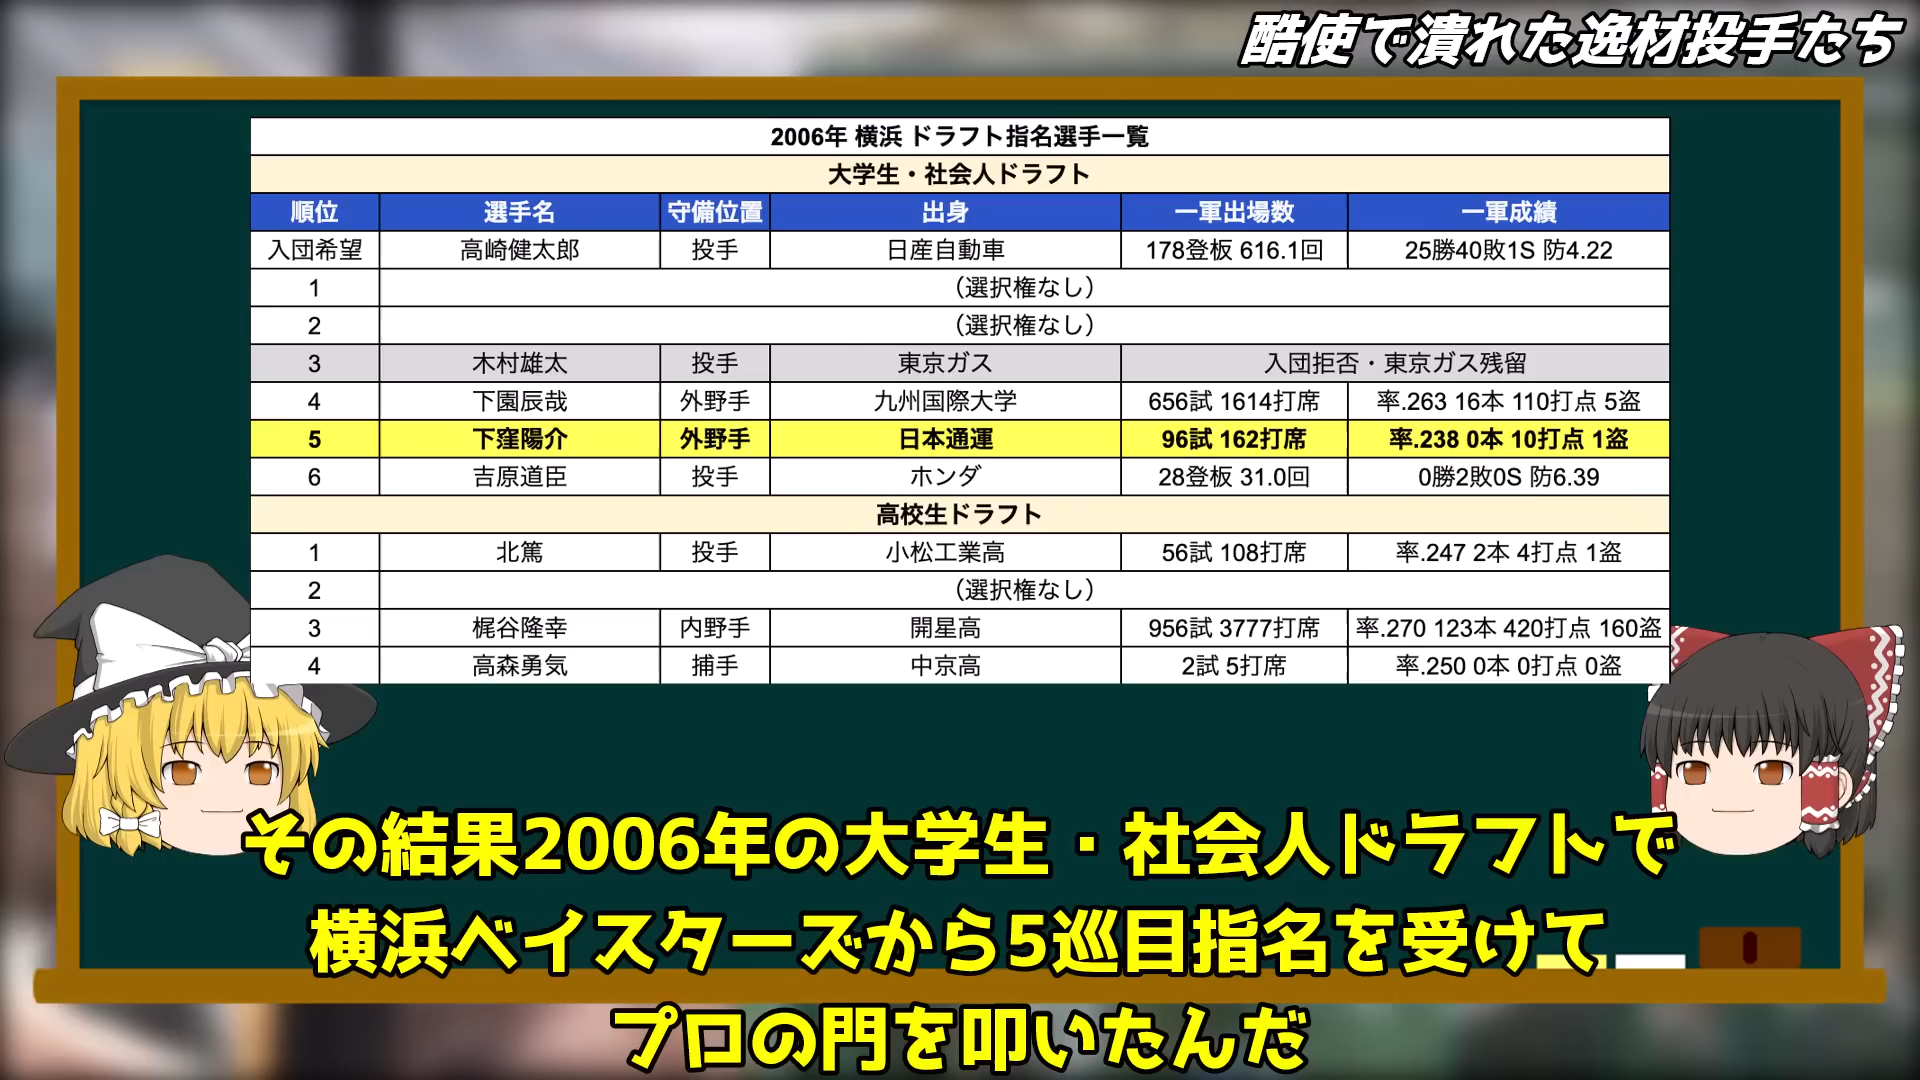 酷使で潰れた逸材投手たち
2006年 横浜 ドラフト指名選手一覧
大学生・社会人ドラフト
順位 選手名 守備位置 出身 一軍出場数 一軍成績
入団希望 高崎健太郎 投手 日産自動車 178登板 616.1回 25勝40敗1S 防4.22
1 （選択権なし）
2 （選択権なし）
3 木村雄太 投手 東京ガス 入団拒否・東京ガス残留
4 下園辰哉 外野手 九州国際大学 656試 1614打席 率.263 16本 110打点 5盗
5 下窪陽介 外野手 日本通運 96試 162打席 率.238 0本 10打点 1盗
6 吉原道臣 投手 ホンダ 28登板 31.0回 0勝2敗0S 防6.39
高校生ドラフト
1 北篤 投手 小松工業高 56試 108打席 率.247 2本 4打点 1盗
2 （選択権なし）
3 梶谷隆幸 内野手 開星高 956試 3777打席 率.270 123本 420打点 160盗
4 高森勇気 捕手 中京高 2試 5打席 率.250 0本 0打点 0盗
その結果2006年の大学生・社会人ドラフトで
横浜ベイスターズから5巡目指名を受けて
プロの門を叩いたんだ